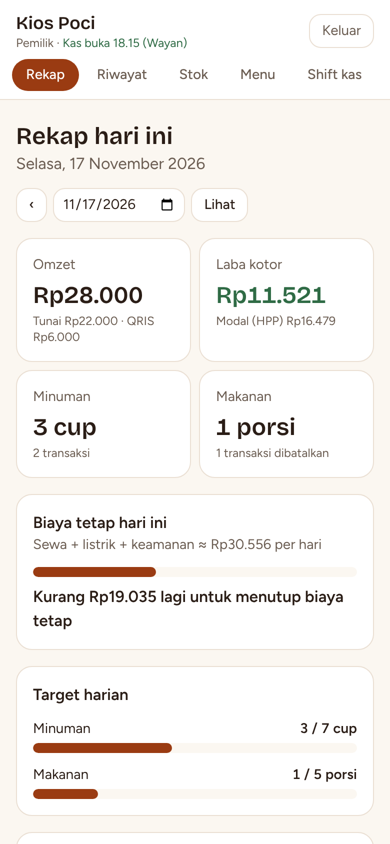 Kios Poci
Pemilik · Kas buka 18.15 (Wayan)
Keluar
Rekap
Riwayat
Stok
Menu
Shift kas
Rekap hari ini
Selasa, 17 November 2026
‹
11/17/2026
Lihat
Omzet
Rp28.000
Tunai Rp22.000 · QRIS
Rp6.000
Laba kotor
Rp11.521
Modal (HPP) Rp16.479
Minuman
3 cup
2 transaksi
Makanan
1 porsi
1 transaksi dibatalkan
Biaya tetap hari ini
Sewa + listrik + keamanan ≈ Rp30.556 per hari
Kurang Rp19.035 lagi untuk menutup biaya
tetap
Target harian
Minuman
3 / 7 cup
Makanan
1 / 5 porsi